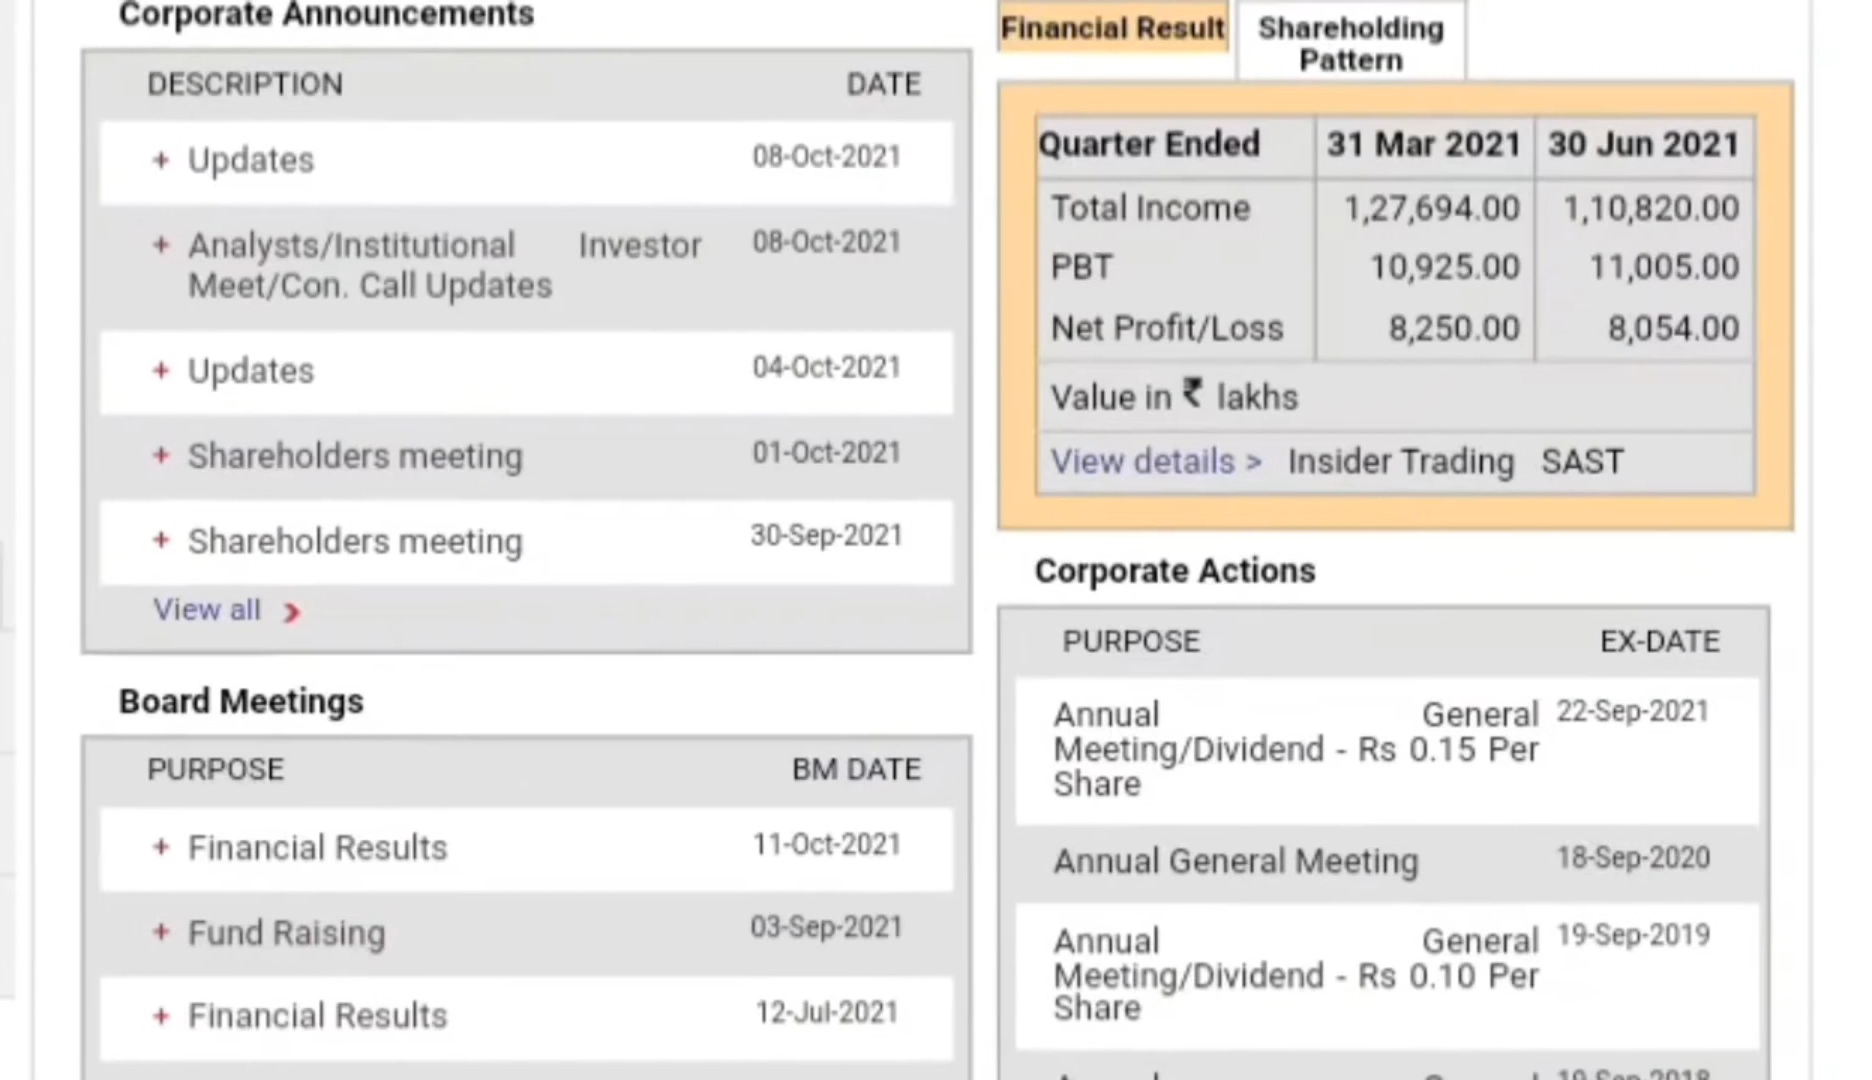 Corporate Announcements
DESCRIPTION DATE
+ Updates 08-Oct-2021
+ Analysts/Institutional Investor 08-Oct-2021
Meet/Con. Call Updates
+ Updates 04-Oct-2021
+ Shareholders meeting 01-Oct-2021
+ Shareholders meeting 30-Sep-2021
View all >
Board Meetings
PURPOSE BM DATE
+ Financial Results 11-Oct-2021
+ Fund Raising 03-Sep-2021
+ Financial Results 12-Jul-2021
Financial Result
Shareholding
Pattern
Quarter Ended 31 Mar 2021 30 Jun 2021
Total Income 1,27,694.00 1,10,820.00
PBT 10,925.00 11,005.00
Net Profit/Loss 8,250.00 8,054.00
Value in ₹ lakhs
View details > Insider Trading SAST
Corporate Actions
PURPOSE EX-DATE
Annual General 22-Sep-2021
Meeting/Dividend - Rs 0.15 Per
Share
Annual General Meeting 18-Sep-2020
Annual General 19-Sep-2019
Meeting/Dividend - Rs 0.10 Per
Share